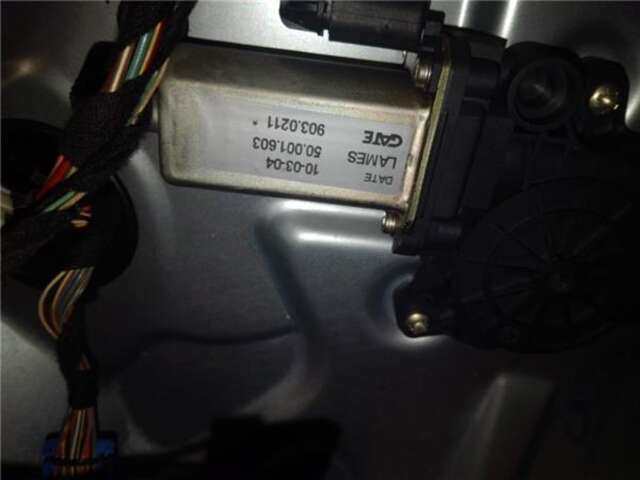 DATE 10-03-04
LAMES 50.001.603
GATE 903.0211 *